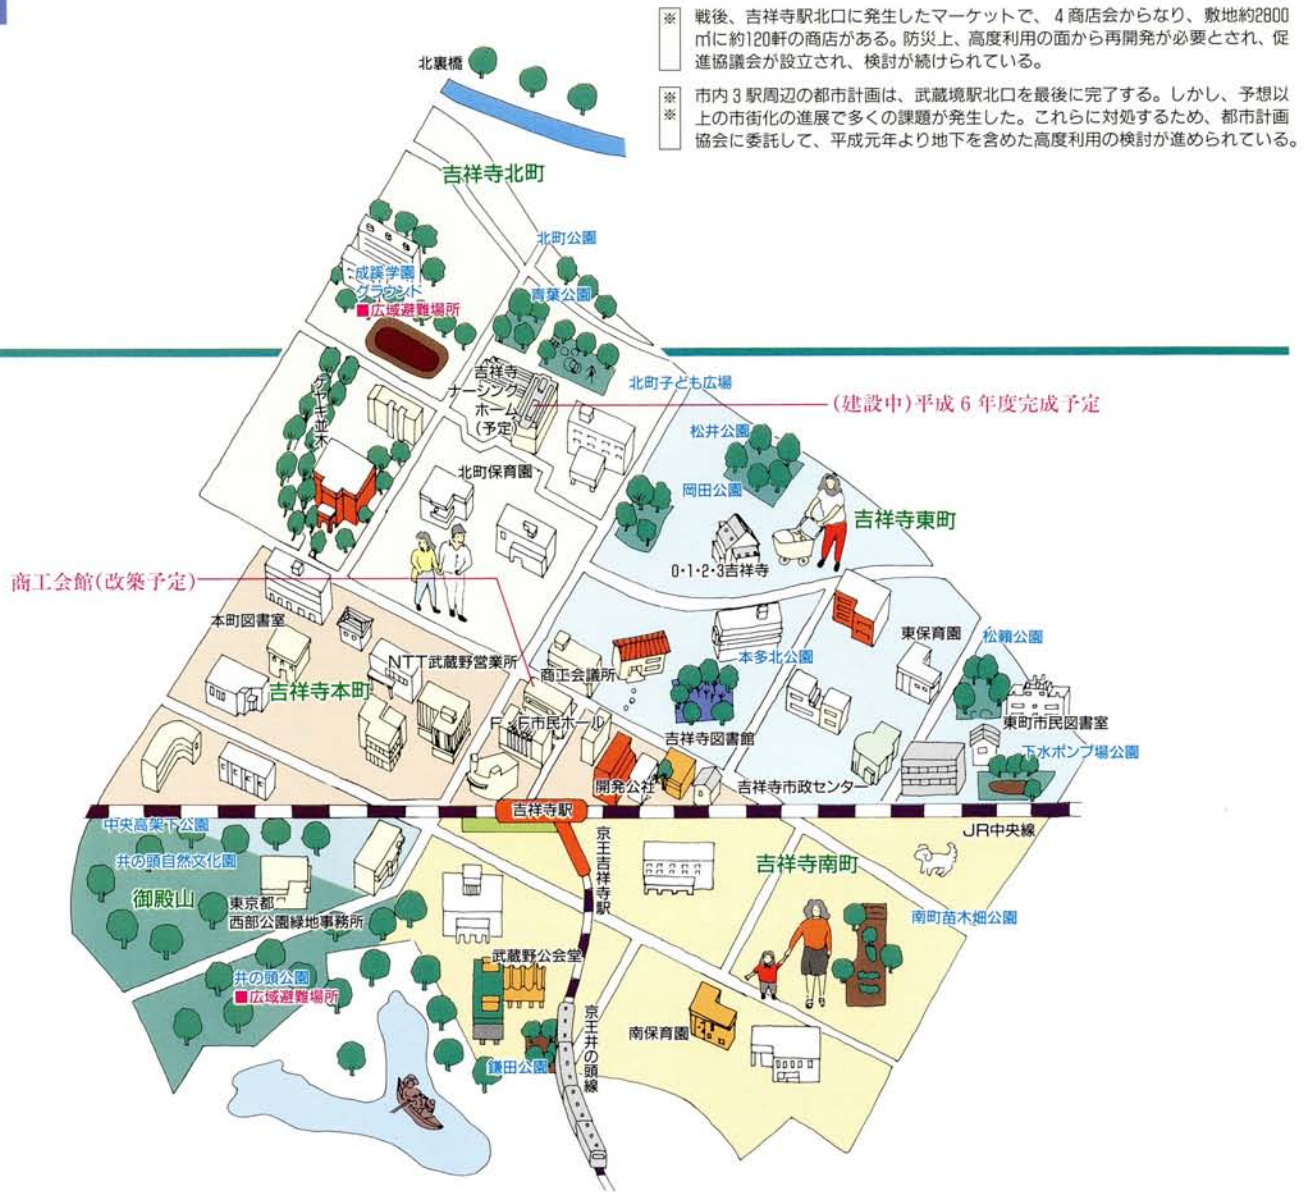 ※ 戦後、吉祥寺駅北口に発生したマーケットで、4商店会からなり、敷地約2800
㎡に約120軒の商店がある。防災上、高度利用の面から再開発が必要とされ、促
進協議会が設立され、検討が続けられている。
※※ 市内3駅周辺の都市計画は、武蔵境駅北口を最後に完了する。しかし、予想以
上の市街化の進展で多くの課題が発生した。これらに対処するため、都市計画
協会に委託して、平成元年より地下を含めた高度利用の検討が進められている。
北裏橋
吉祥寺北町
北町公園
成蹊学園
グラウンド
■広域避難場所
青葉公園
吉祥寺
ナーシング
ホーム
(予定)
北町子ども広場
(建設中)平成6年度完成予定
ケヤキ並木
松井公園
北町保育園
岡田公園
吉祥寺東町
0・1・2・3吉祥寺
商工会館(改築予定)
本町図書室
東保育園
松籟公園
NTT武蔵野営業所
商工会議所
本多北公園
吉祥寺本町
F・F市民ホール
東町市民図書室
吉祥寺図書館
下水ポンプ場公園
開発公社
吉祥寺市政センター
吉祥寺駅
中央高架下公園
JR中央線
井の頭自然文化園
京王吉祥寺駅
吉祥寺南町
御殿山
東京都
西部公園緑地事務所
南町苗木畑公園
武蔵野公会堂
井の頭公園
■広域避難場所
京王井の頭線
南保育園
鎌田公園